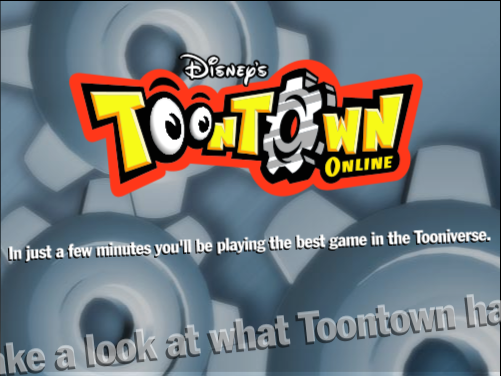 Disney's
TOONTOWN
ONLINE
In just a few minutes you'll be playing the best game in the Tooniverse.
ake a look at what Toontown ha